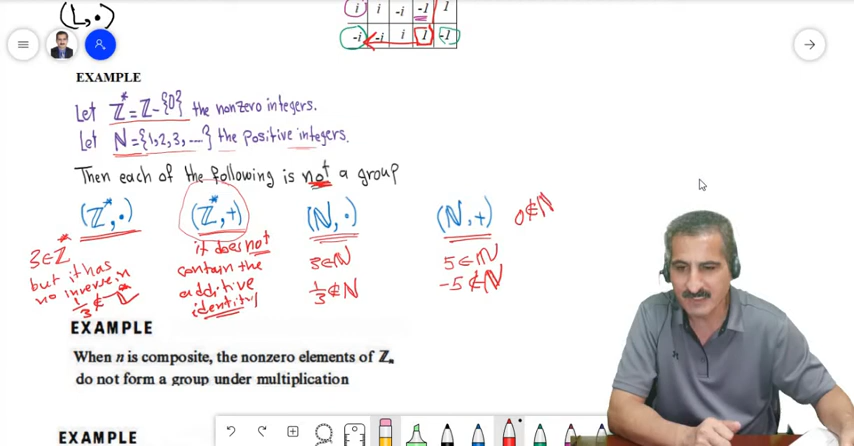 (L, •)
i i -i -1 1
-i -i i 1 -1
EXAMPLE
Let ℤ* = ℤ-{0} the nonzero integers.
Let ℕ={1,2,3,....} the positive integers.
Then each of the following is not a group
(ℤ*, •) (ℤ*, +) (ℕ, •) (ℕ, +) 0∉ℕ
3∈ℤ*
but it has
no inverse in
1/3 ∉ ℤ*
it does not
contain the
additive
identity
3∈ℕ
1/3 ∉ ℕ
5∈ℕ
-5∉ℕ
EXAMPLE
When n is composite, the nonzero elements of ℤₙ
do not form a group under multiplication
EXAMPLE